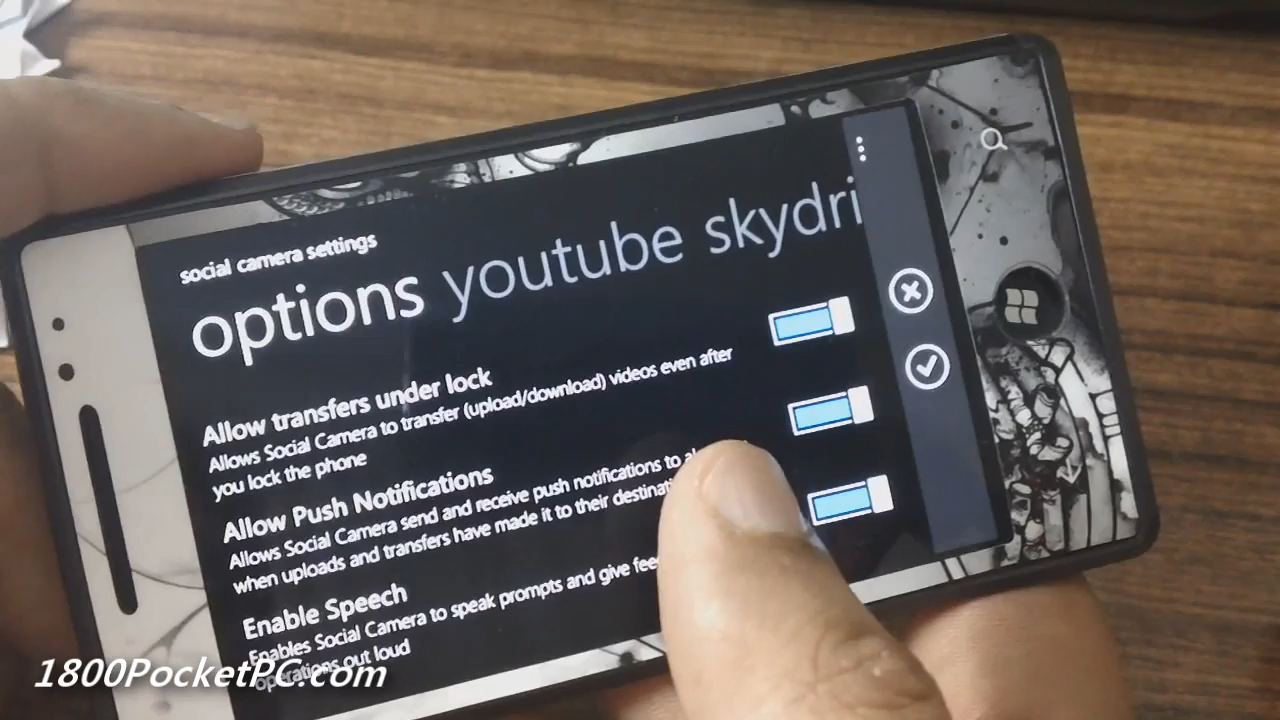 social camera settings
options youtube skydri
Allow transfers under lock
Allows Social Camera to transfer (upload/download) videos even after
you lock the phone
Allow Push Notifications
Allows Social Camera send and receive push notifications to al
when uploads and transfers have made it to their destinati
Enable Speech
Enables Social Camera to speak prompts and give fee
operations out loud
1800PocketPC.com